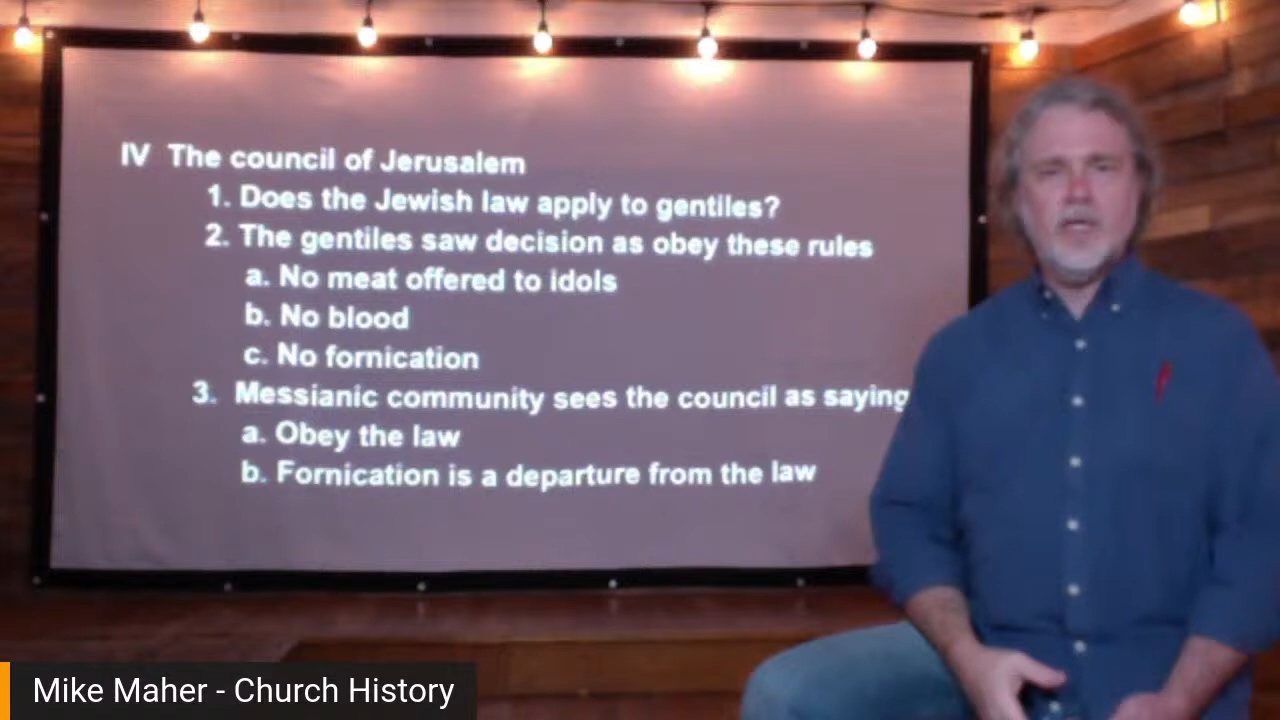 IV The council of Jerusalem
1. Does the Jewish law apply to gentiles?
2. The gentiles saw decision as obey these rules
a. No meat offered to idols
b. No blood
c. No fornication
3. Messianic community sees the council as saying
a. Obey the law
b. Fornication is a departure from the law
Mike Maher - Church History